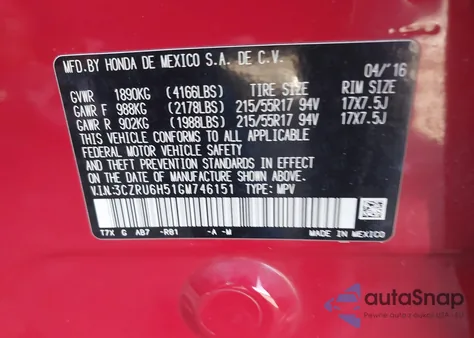 MFD.BY HONDA DE MEXICO S.A. DE C.V.
04/'16
GVWR 1890KG (4166LBS) TIRE SIZE RIM SIZE
GAWR F 988KG (2178LBS) 215/55R17 94V 17X7.5J
GAWR R 902KG (1988LBS) 215/55R17 94V 17X7.5J
THIS VEHICLE CONFORMS TO ALL APPLICABLE
FEDERAL MOTOR VEHICLE SAFETY, BUMPER,
AND THEFT PREVENTION STANDARDS IN EFFECT
ON THE DATE OF MANUFACTURE SHOWN ABOVE.
V.I.N:3CZRU6H51GM746151 TYPE: MPV
T7X G AB7 -RB1 -A -M
MADE IN MEXICO
autaSnap